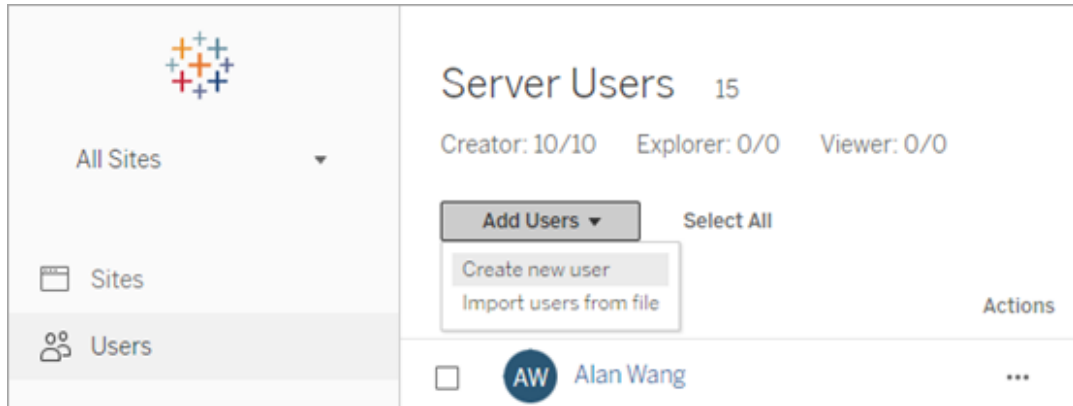 All Sites
Sites
Users
Server Users 15
Creator: 10/10 Explorer: 0/0 Viewer: 0/0
Add Users Select All
Create new user
Import users from file
Actions
AW Alan Wang